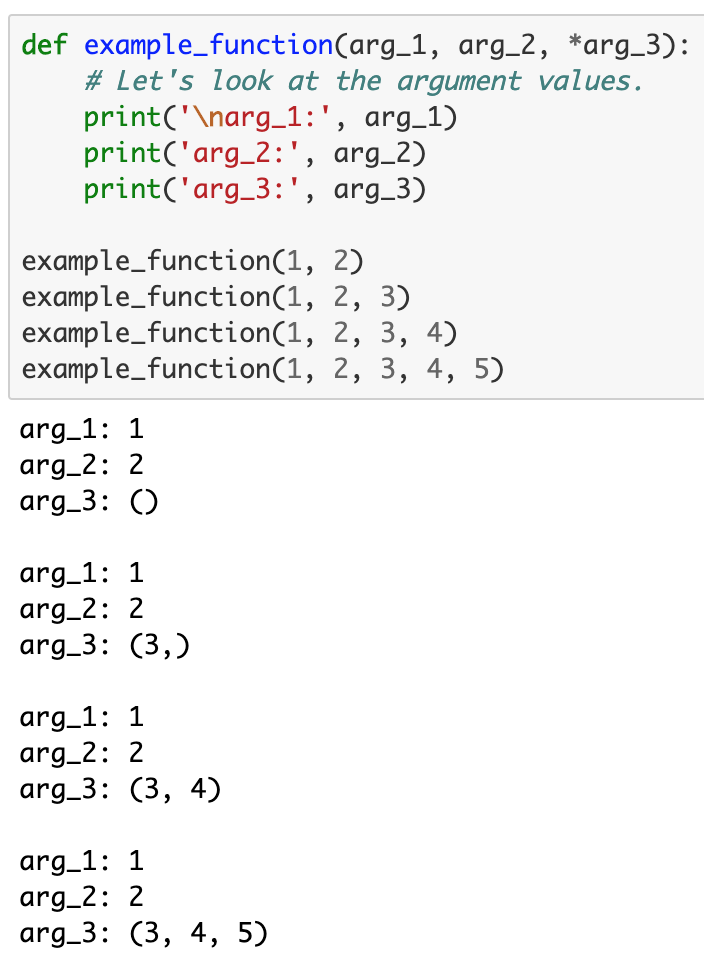 def example_function(arg_1, arg_2, *arg_3):
    # Let's look at the argument values.
    print('\narg_1:', arg_1)
    print('arg_2:', arg_2)
    print('arg_3:', arg_3)

example_function(1, 2)
example_function(1, 2, 3)
example_function(1, 2, 3, 4)
example_function(1, 2, 3, 4, 5)
arg_1: 1
arg_2: 2
arg_3: ()

arg_1: 1
arg_2: 2
arg_3: (3,)

arg_1: 1
arg_2: 2
arg_3: (3, 4)

arg_1: 1
arg_2: 2
arg_3: (3, 4, 5)